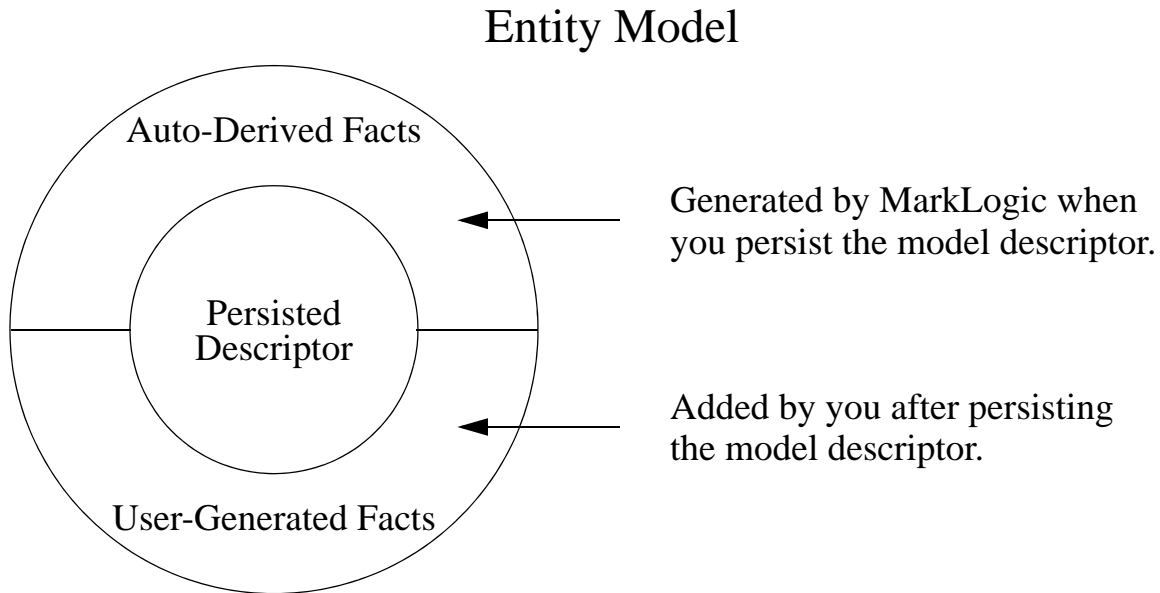 Entity Model
Auto-Derived Facts
Generated by MarkLogic when
you persist the model descriptor.
Persisted
Descriptor
Added by you after persisting
the model descriptor.
User-Generated Facts